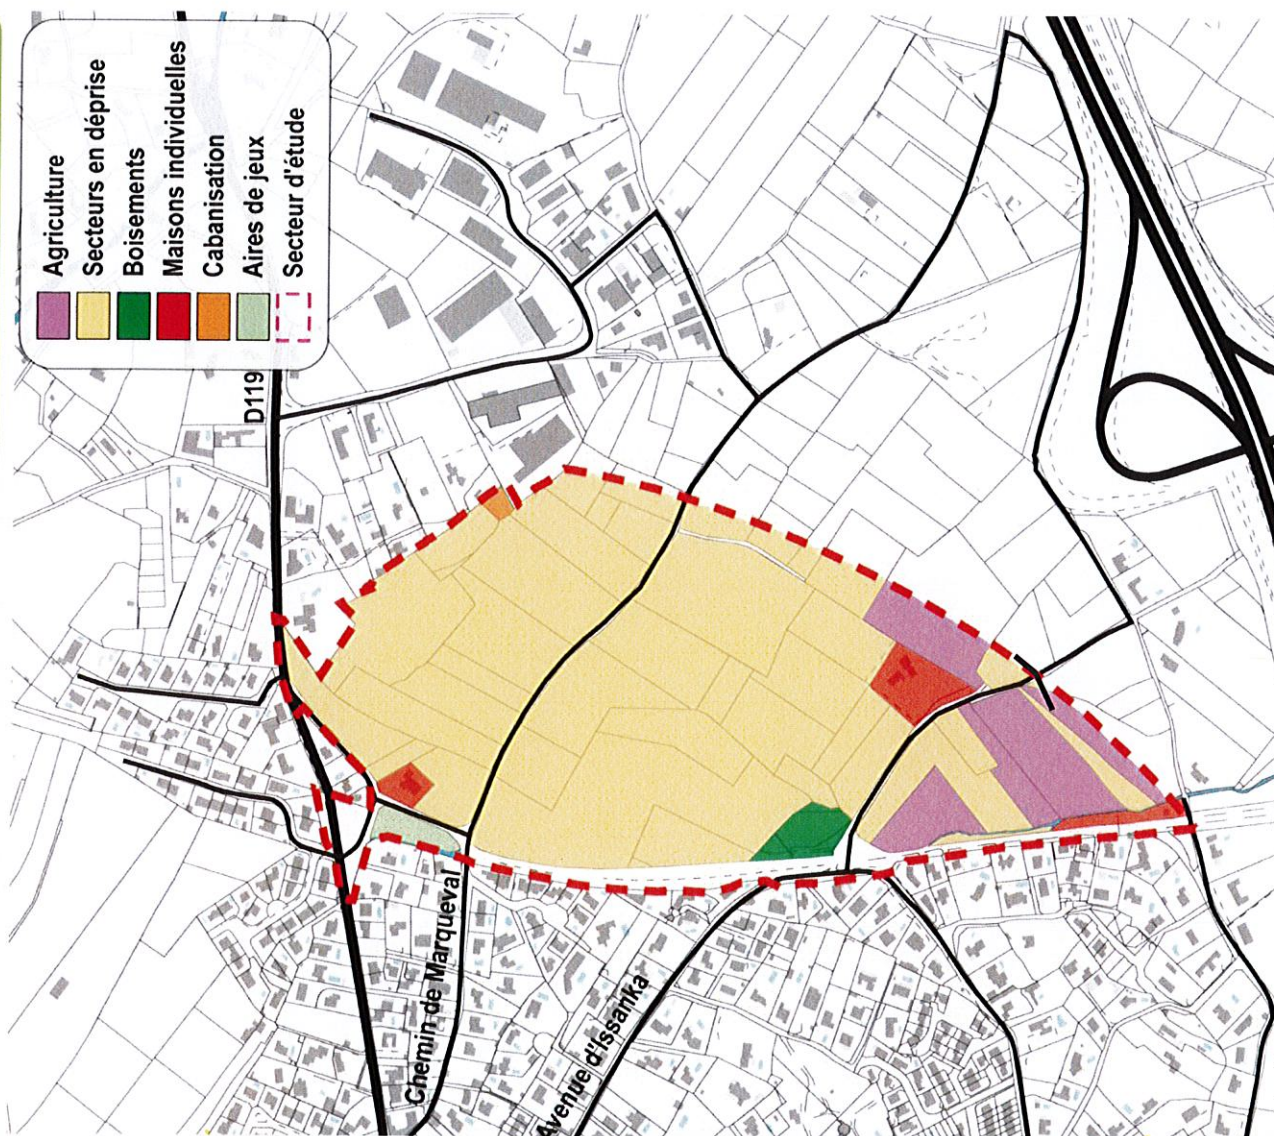 Agriculture
Secteurs en déprise
Boisements
Maisons individuelles
Cabanisation
Aires de jeux
Secteur d'étude
D119
Chemin de Marqueval
Avenue d'Issanka